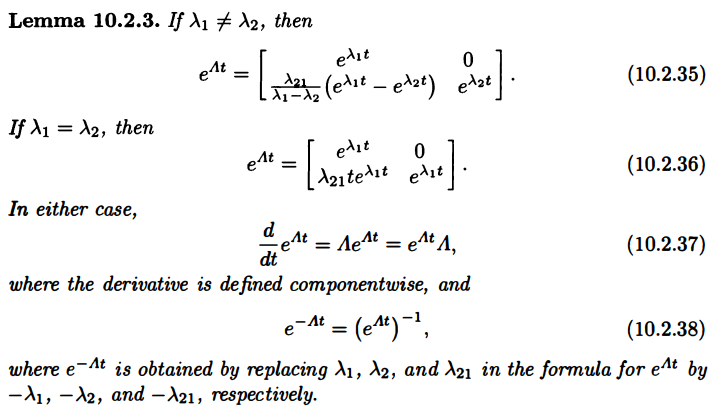 Lemma 10.2.3. If λ₁ ≠ λ₂, then
e^{Λt} = [ e^{λ₁t} 0 ; λ₂₁/(λ₁−λ₂) (e^{λ₁t} − e^{λ₂t}) e^{λ₂t} ] . (10.2.35)
If λ₁ = λ₂, then
e^{Λt} = [ e^{λ₁t} 0 ; λ₂₁te^{λ₁t} e^{λ₁t} ] . (10.2.36)
In either case,
d/dt e^{Λt} = Λe^{Λt} = e^{Λt}Λ, (10.2.37)
where the derivative is defined componentwise, and
e^{−Λt} = (e^{Λt})^{−1}, (10.2.38)
where e^{−Λt} is obtained by replacing λ₁, λ₂, and λ₂₁ in the formula for e^{Λt} by
−λ₁, −λ₂, and −λ₂₁, respectively.